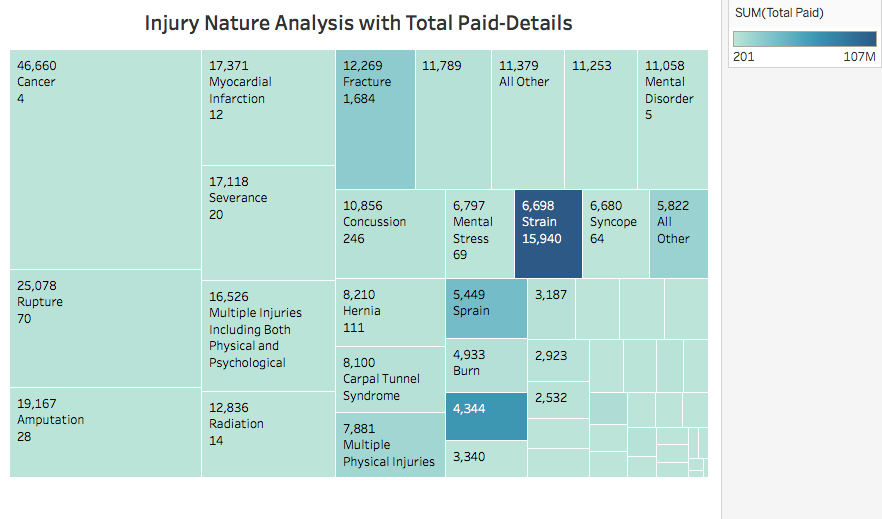 Injury Nature Analysis with Total Paid-Details
SUM(Total Paid)
201
107M
46,660
Cancer
4
25,078
Rupture
70
19,167
Amputation
28
17,371
Myocardial
Infarction
12
17,118
Severance
20
16,526
Multiple Injuries
Including Both
Physical and
Psychological
12,836
Radiation
14
12,269
Fracture
1,684
11,789
11,379
All Other
11,253
11,058
Mental
Disorder
5
10,856
Concussion
246
6,797
Mental
Stress
69
6,698
Strain
15,940
6,680
Syncope
64
5,822
All
Other
8,210
Hernia
111
8,100
Carpal Tunnel
Syndrome
7,881
Multiple
Physical Injuries
5,449
Sprain
4,933
Burn
4,344
3,340
3,187
2,923
2,532